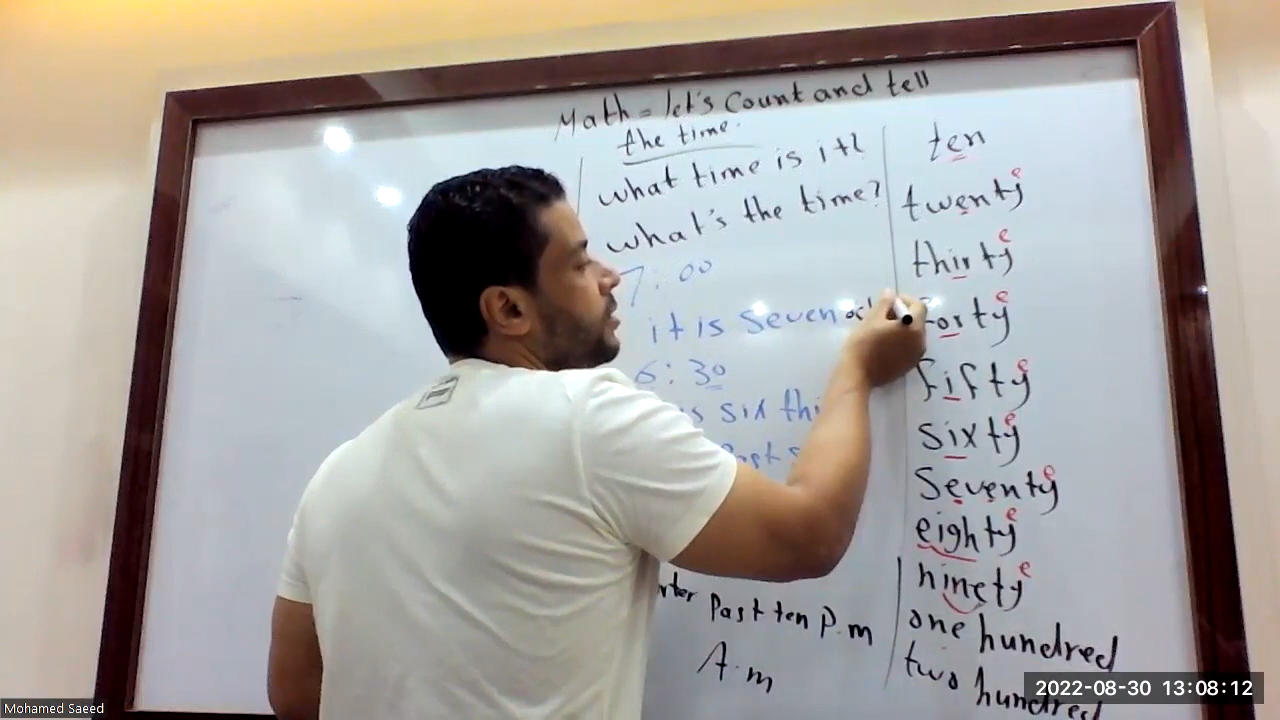 Math = let's Count and tell
the time.
what time is it?
what's the time?
7:00
it is seven
6:30
six
Past ten P.m
A.m
ten
twenty e
thirty e
forty e
fifty e
sixty e
Seventy e
eighty e
ninety e
one hundred
two hundred
Mohamed Saeed
2022-08-30 13:08:12